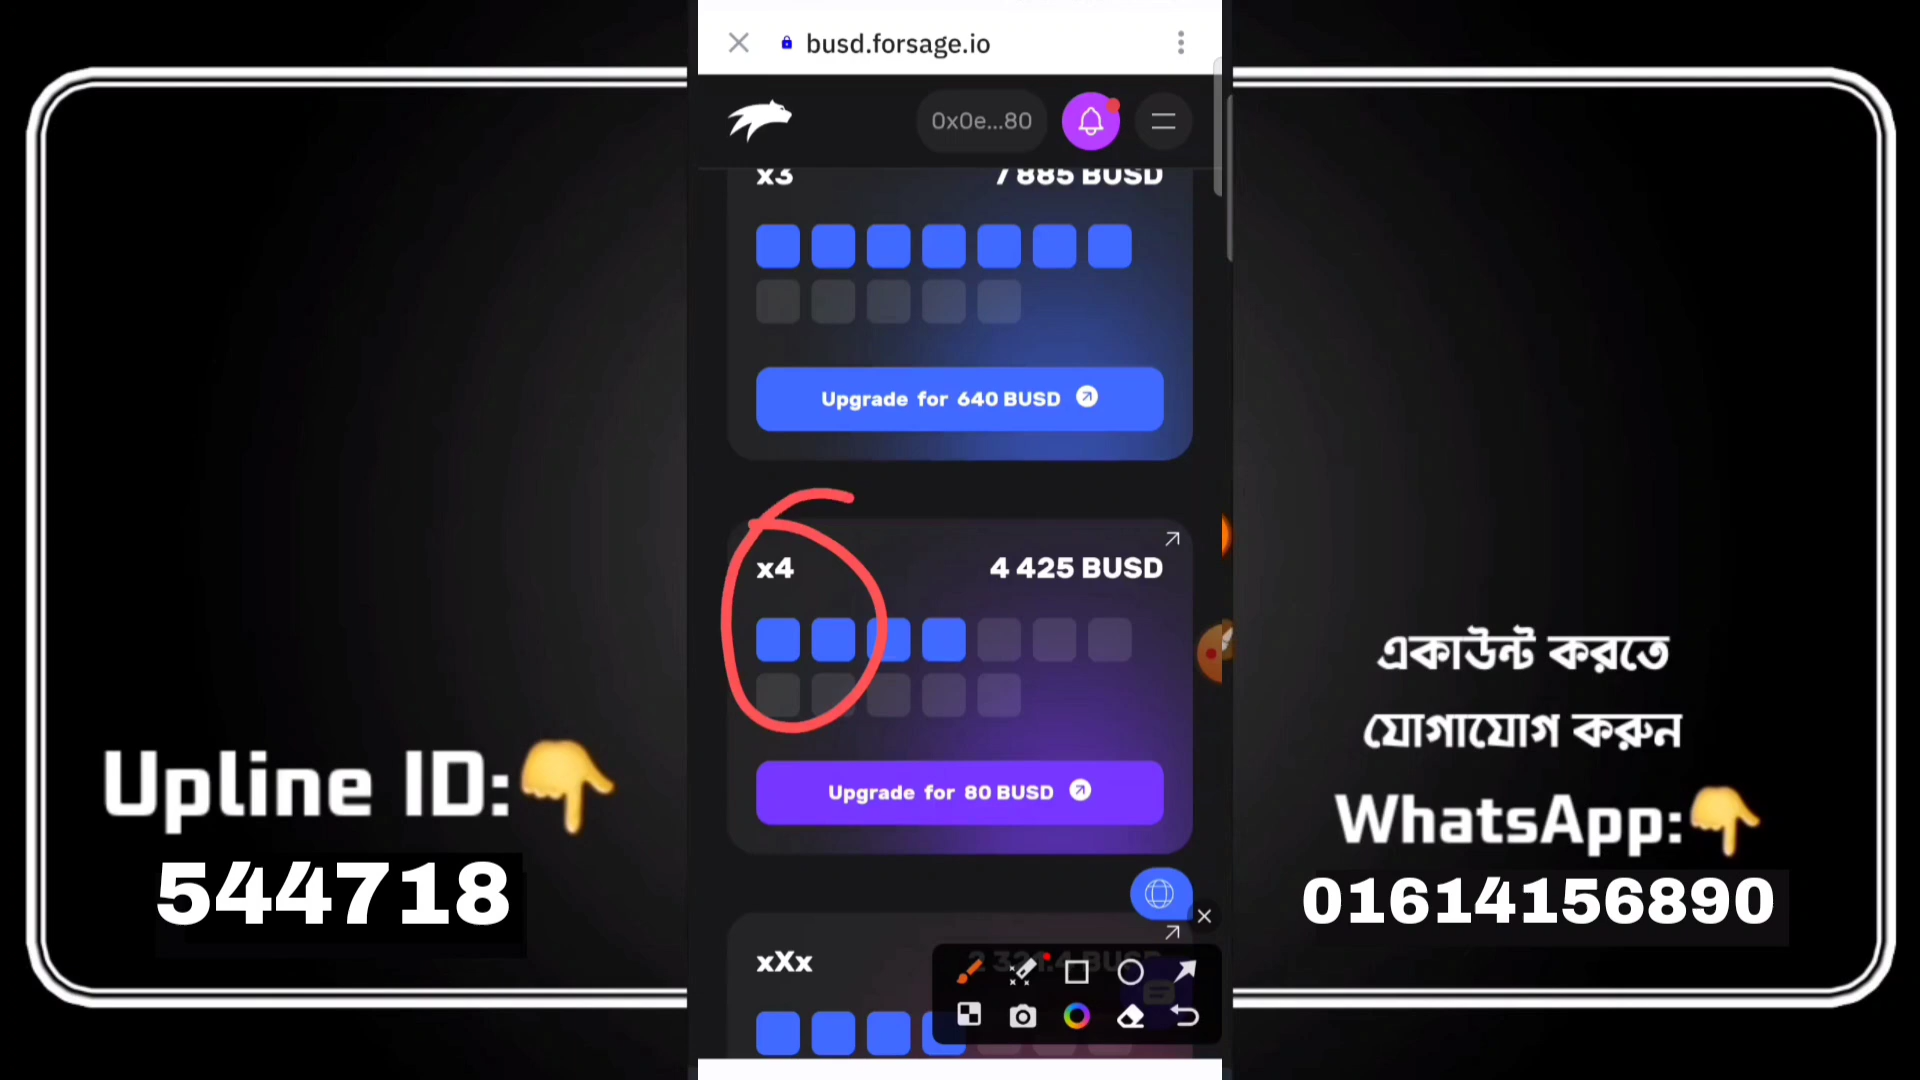 busd.forsage.io
0x0e...80
x3
7 885 BUSD
Upgrade for 640 BUSD
x4
4 425 BUSD
Upgrade for 80 BUSD
xXx
Upline ID:👇
544718
একাউন্ট করতে
যোগাযোগ করুন
WhatsApp:👇
01614156890